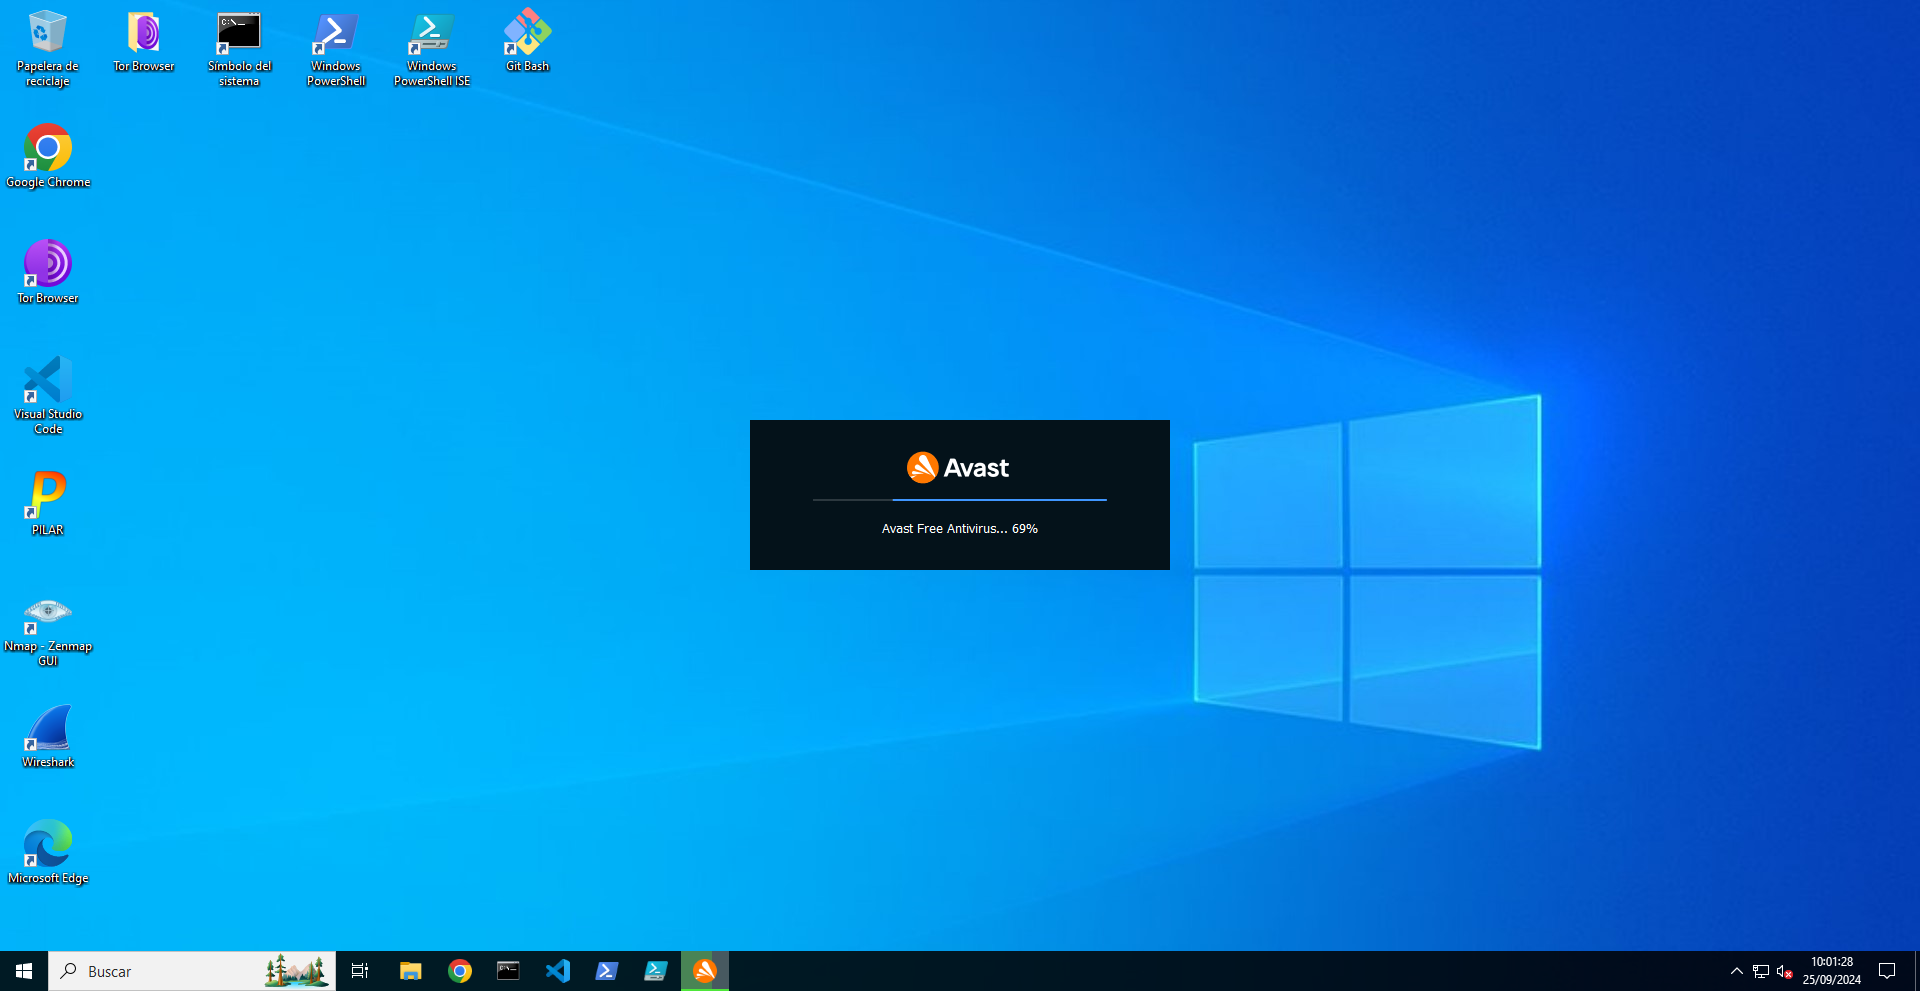 Papelera de
reciclaje
Tor Browser
C:\._
Símbolo del
sistema
Windows
PowerShell
Windows
PowerShell ISE
Git Bash
Google Chrome
Tor Browser
Visual Studio
Code
PILAR
Nmap - Zenmap
GUI
Wireshark
Microsoft Edge
Avast
Avast Free Antivirus... 69%
Buscar
10:01:28
25/09/2024